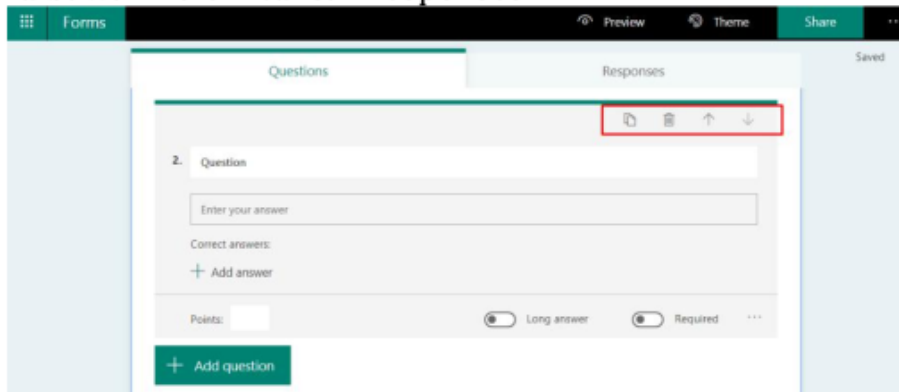 Forms Preview Theme Share
Saved
Questions Responses
2. Question
Enter your answer
Correct answers:
+ Add answer
Points: Long answer Required ...
+ Add question